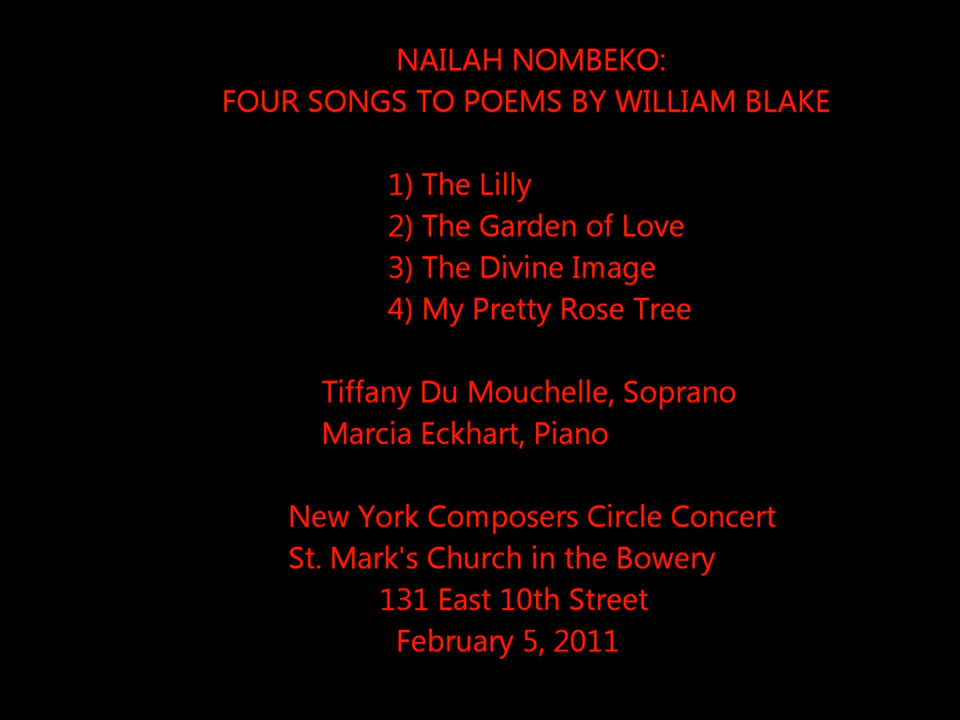 NAILAH NOMBEKO:
FOUR SONGS TO POEMS BY WILLIAM BLAKE
1) The Lilly
2) The Garden of Love
3) The Divine Image
4) My Pretty Rose Tree
Tiffany Du Mouchelle, Soprano
Marcia Eckhart, Piano
New York Composers Circle Concert
St. Mark's Church in the Bowery
131 East 10th Street
February 5, 2011